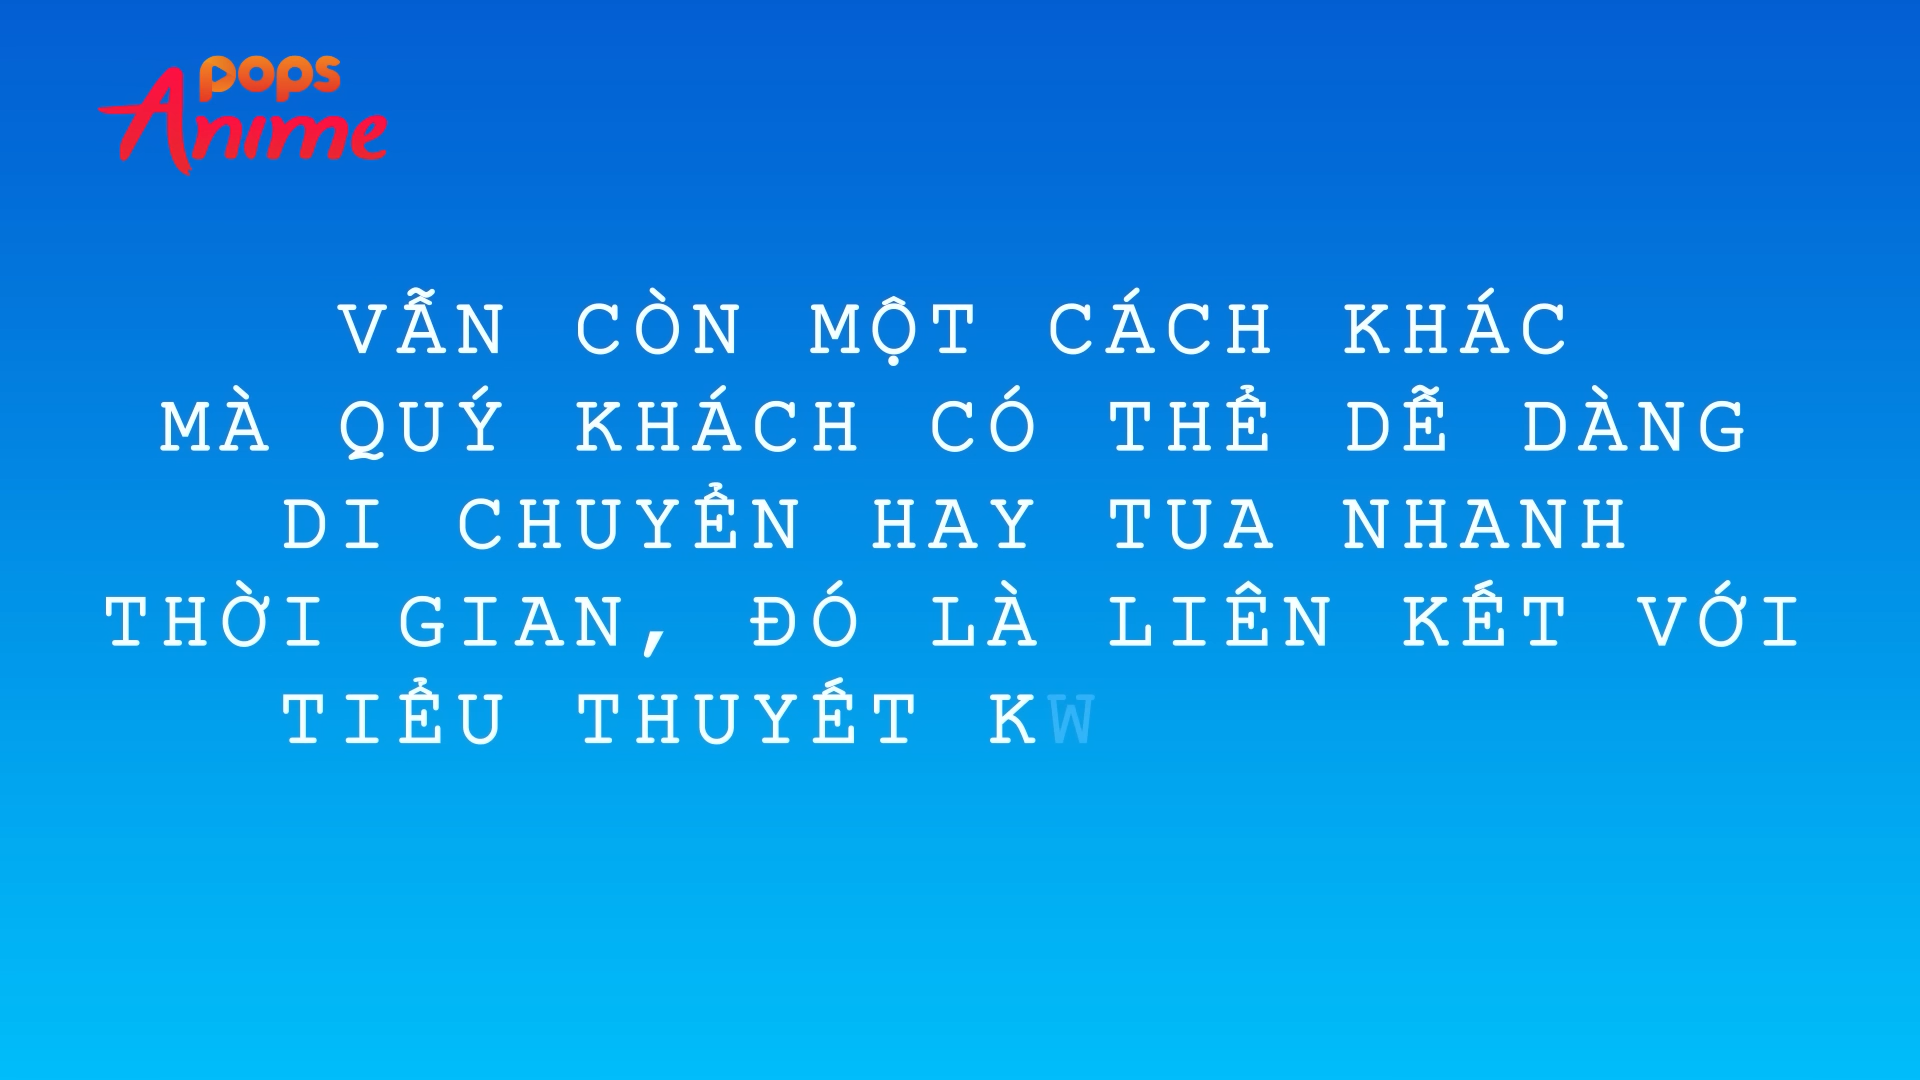 pops
Anime
VẪN CÒN MỘT CÁCH KHÁC
MÀ QUÝ KHÁCH CÓ THỂ DỄ DÀNG
DI CHUYỂN HAY TUA NHANH
THỜI GIAN, ĐÓ LÀ LIÊN KẾT VỚI
TIỂU THUYẾT KW